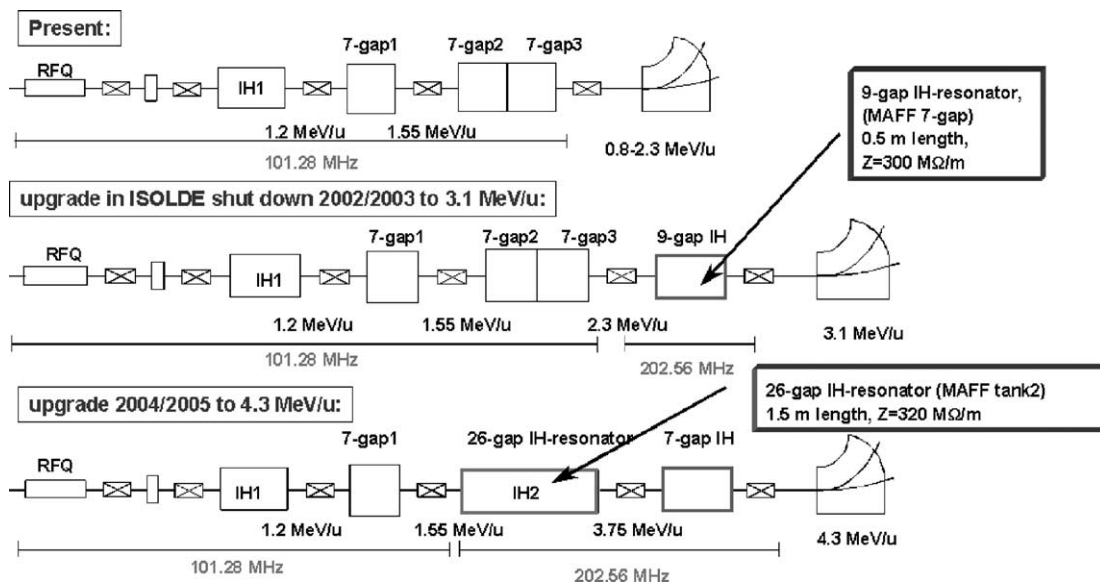 Present:
7-gap1
7-gap2
7-gap3
RFQ
IH1
1.2 MeV/u
1.55 MeV/u
0.8-2.3 MeV/u
101.28 MHz
9-gap IH-resonator,
(MAFF 7-gap)
0.5 m length,
Z=300 MΩ/m
upgrade in ISOLDE shut down 2002/2003 to 3.1 MeV/u:
7-gap1
7-gap2
7-gap3
9-gap IH
RFQ
IH1
1.2 MeV/u
1.55 MeV/u
2.3 MeV/u
3.1 MeV/u
101.28 MHz
202.56 MHz
26-gap IH-resonator (MAFF tank2)
1.5 m length, Z=320 MΩ/m
upgrade 2004/2005 to 4.3 MeV/u:
7-gap1
26-gap IH-resonator
7-gap IH
RFQ
IH1
IH2
1.2 MeV/u
1.55 MeV/u
3.75 MeV/u
4.3 MeV/u
101.28 MHz
202.56 MHz